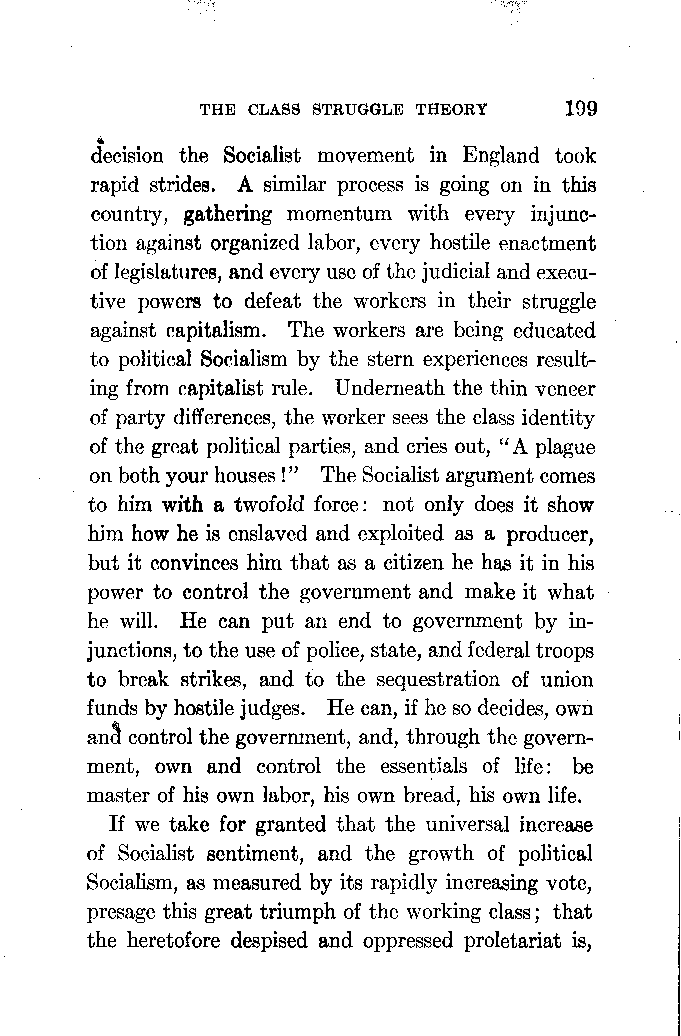 THE CLASS STRUGGLE THEORY 199
decision the Socialist movement in England took
rapid strides. A similar process is going on in this
country, gathering momentum with every injunc-
tion against organized labor, every hostile enactment
of legislatures, and every use of the judicial and execu-
tive powers to defeat the workers in their struggle
against capitalism. The workers are being educated
to political Socialism by the stern experiences result-
ing from capitalist rule. Underneath the thin veneer
of party differences, the worker sees the class identity
of the great political parties, and cries out, "A plague
on both your houses!" The Socialist argument comes
to him with a twofold force: not only does it show
him how he is enslaved and exploited as a producer,
but it convinces him that as a citizen he has it in his
power to control the government and make it what
he will. He can put an end to government by in-
junctions, to the use of police, state, and federal troops
to break strikes, and to the sequestration of union
funds by hostile judges. He can, if he so decides, own
and control the government, and, through the govern-
ment, own and control the essentials of life: be
master of his own labor, his own bread, his own life.
If we take for granted that the universal increase
of Socialist sentiment, and the growth of political
Socialism, as measured by its rapidly increasing vote,
presage this great triumph of the working class; that
the heretofore despised and oppressed proletariat is,